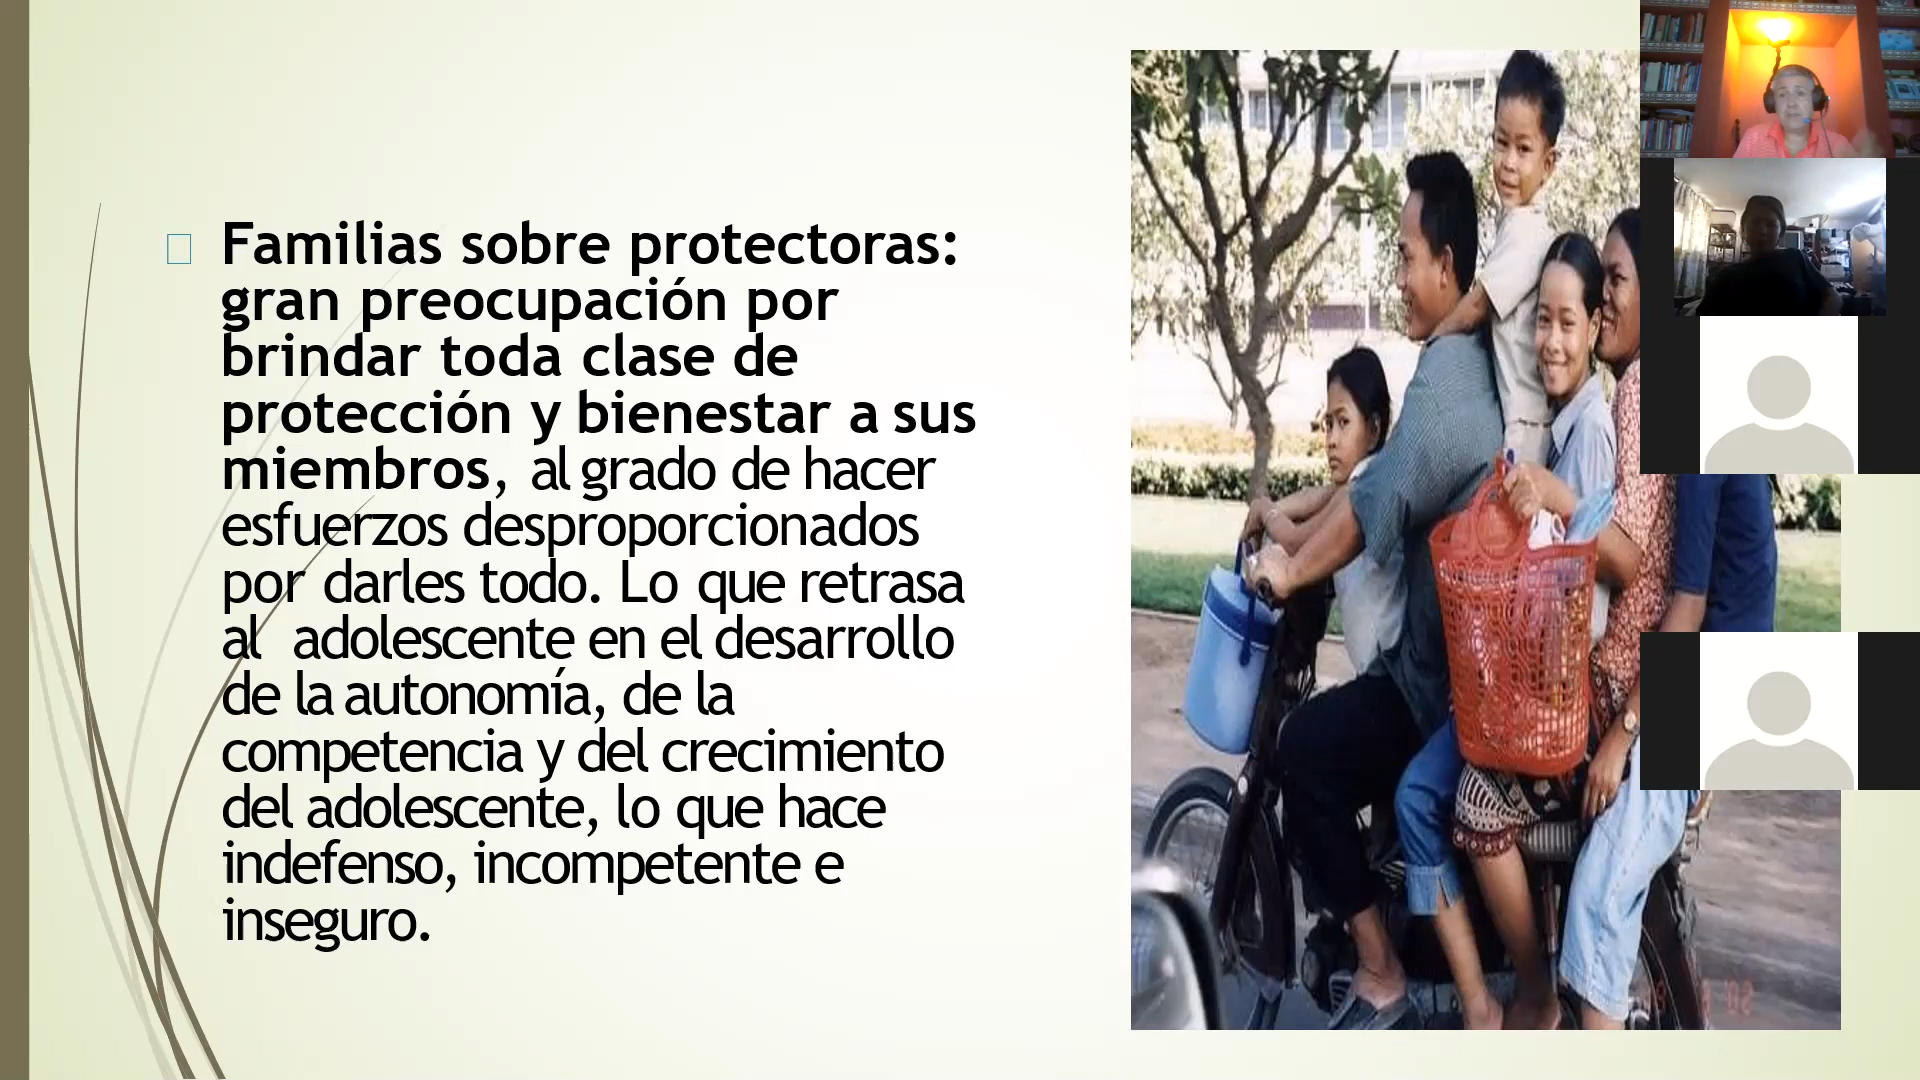 Familias sobre protectoras:
gran preocupación por
brindar toda clase de
protección y bienestar a sus
miembros, al grado de hacer
esfuerzos desproporcionados
por darles todo. Lo que retrasa
al adolescente en el desarrollo
de la autonomía, de la
competencia y del crecimiento
del adolescente, lo que hace
indefenso, incompetente e
inseguro.